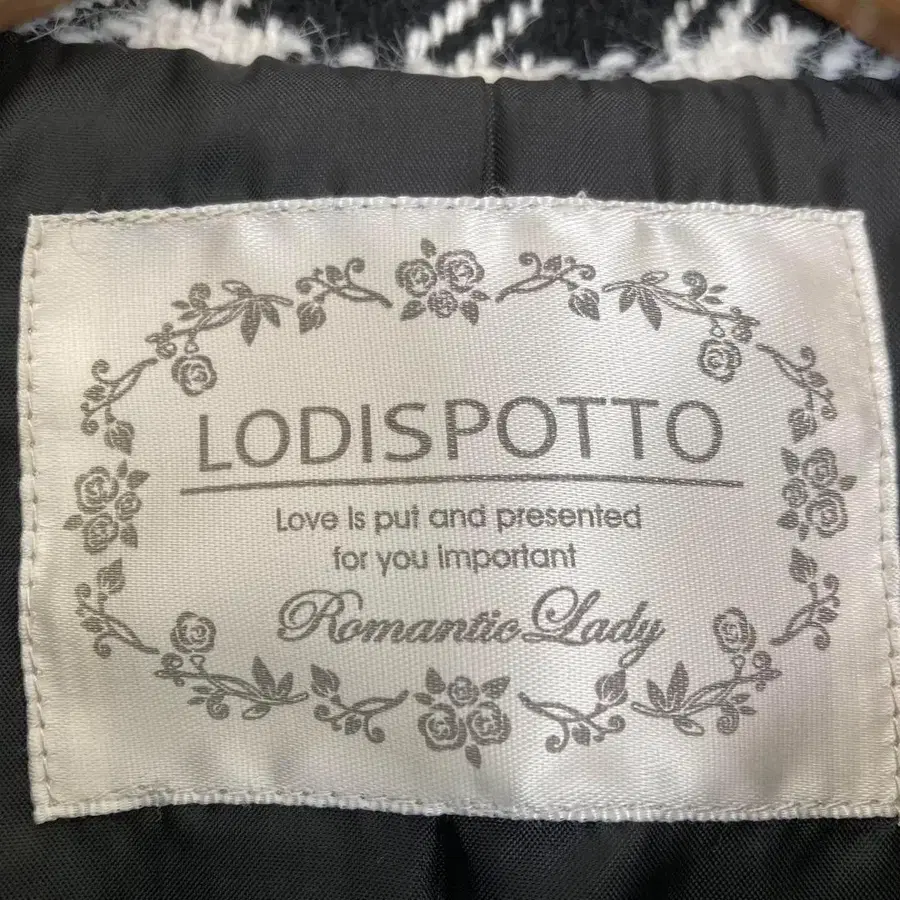 LODISPOTTO
Love is put and presented
for you important
Romantic Lady